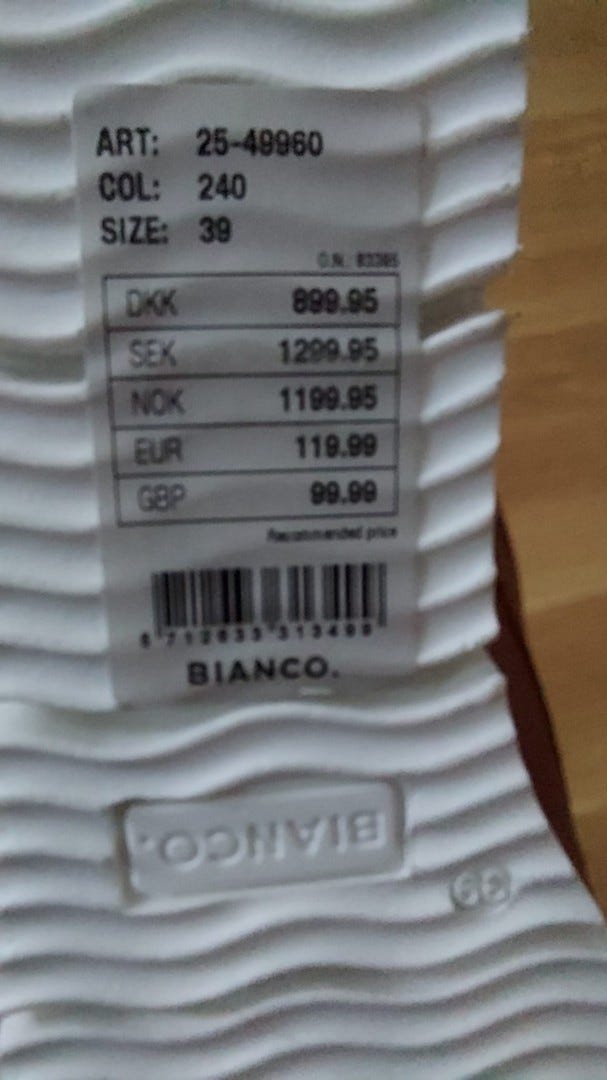 ART: 25-49960
COL: 240
SIZE: 39
O.N.: 83385
DKK 899.95
SEK 1299.95
NOK 1199.95
EUR 119.99
GBP 99.99
Recommended price
BIANCO.
BIANCO.
39